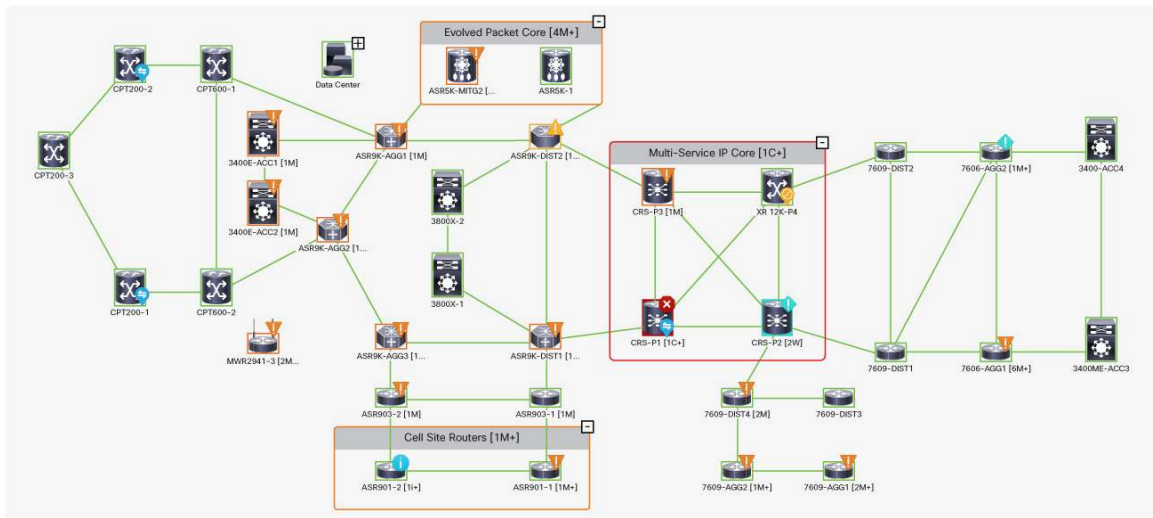 Evolved Packet Core [4M+]
ASR5K-MITG2 [...
ASR5K-1
CPT200-2
CPT600-1
Data Center
3400E-ACC1 [1M]
ASR9K-AGG1 [1M]
ASR9K-DIST2 [1...
CPT200-3
Multi-Service IP Core [1C+]
7609-DIST2
7606-AGG2 [1M+]
3400-ACC4
3400E-ACC2 [1M]
3800X-2
CRS-P3 [1M]
XR 12K-P4
ASR9K-AGG2 [1...
CPT200-1
CPT600-2
3800X-1
CRS-P1 [1C+]
CRS-P2 [2W]
MWR2941-3 [2M...
ASR9K-AGG3 [1...
ASR9K-DIST1 [1...
7609-DIST1
7606-AGG1 [6M+]
3400ME-ACC3
ASR903-2 [1M]
ASR903-1 [1M]
7609-DIST4 [2M]
7609-DIST3
Cell Site Routers [1M+]
ASR901-2 [1i+]
ASR901-1 [1M+]
7609-AGG2 [1M+]
7609-AGG1 [2M+]